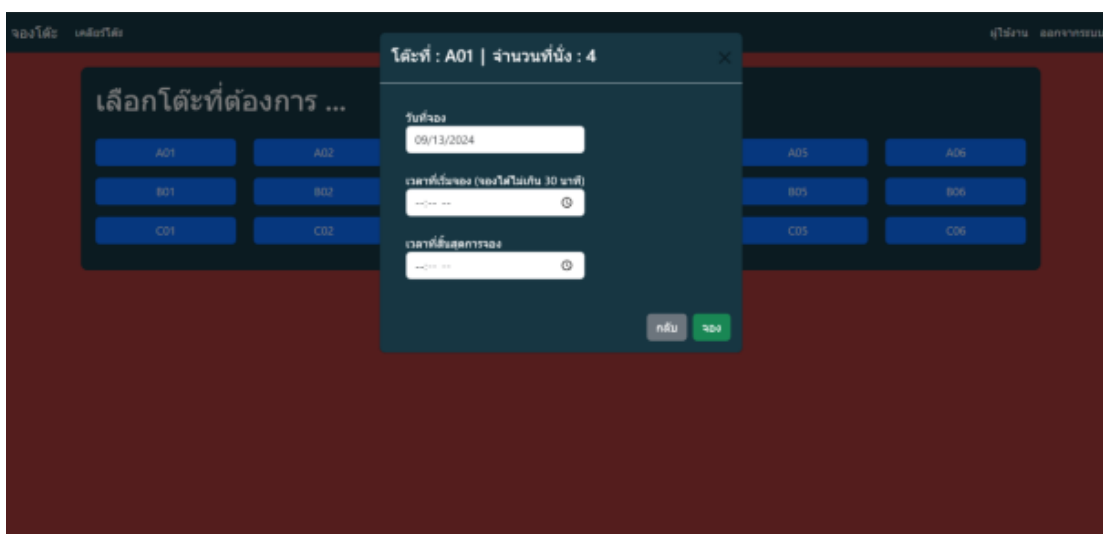 จองโต๊ะ เคลียร์โต๊ะ ผู้ใช้งาน ออกจากระบบ
โต๊ะที่ : A01 | จำนวนที่นั่ง : 4
เลือกโต๊ะที่ต้องการ ...
วันที่จอง
09/13/2024
A01 A02 A05 A06
เวลาที่เริ่มจอง (จองได้ไม่เกิน 30 นาที)
B01 B02 B05 B06
--:-- --
C01 C02 C05 C06
เวลาที่สิ้นสุดการจอง
--:-- --
กลับ จอง